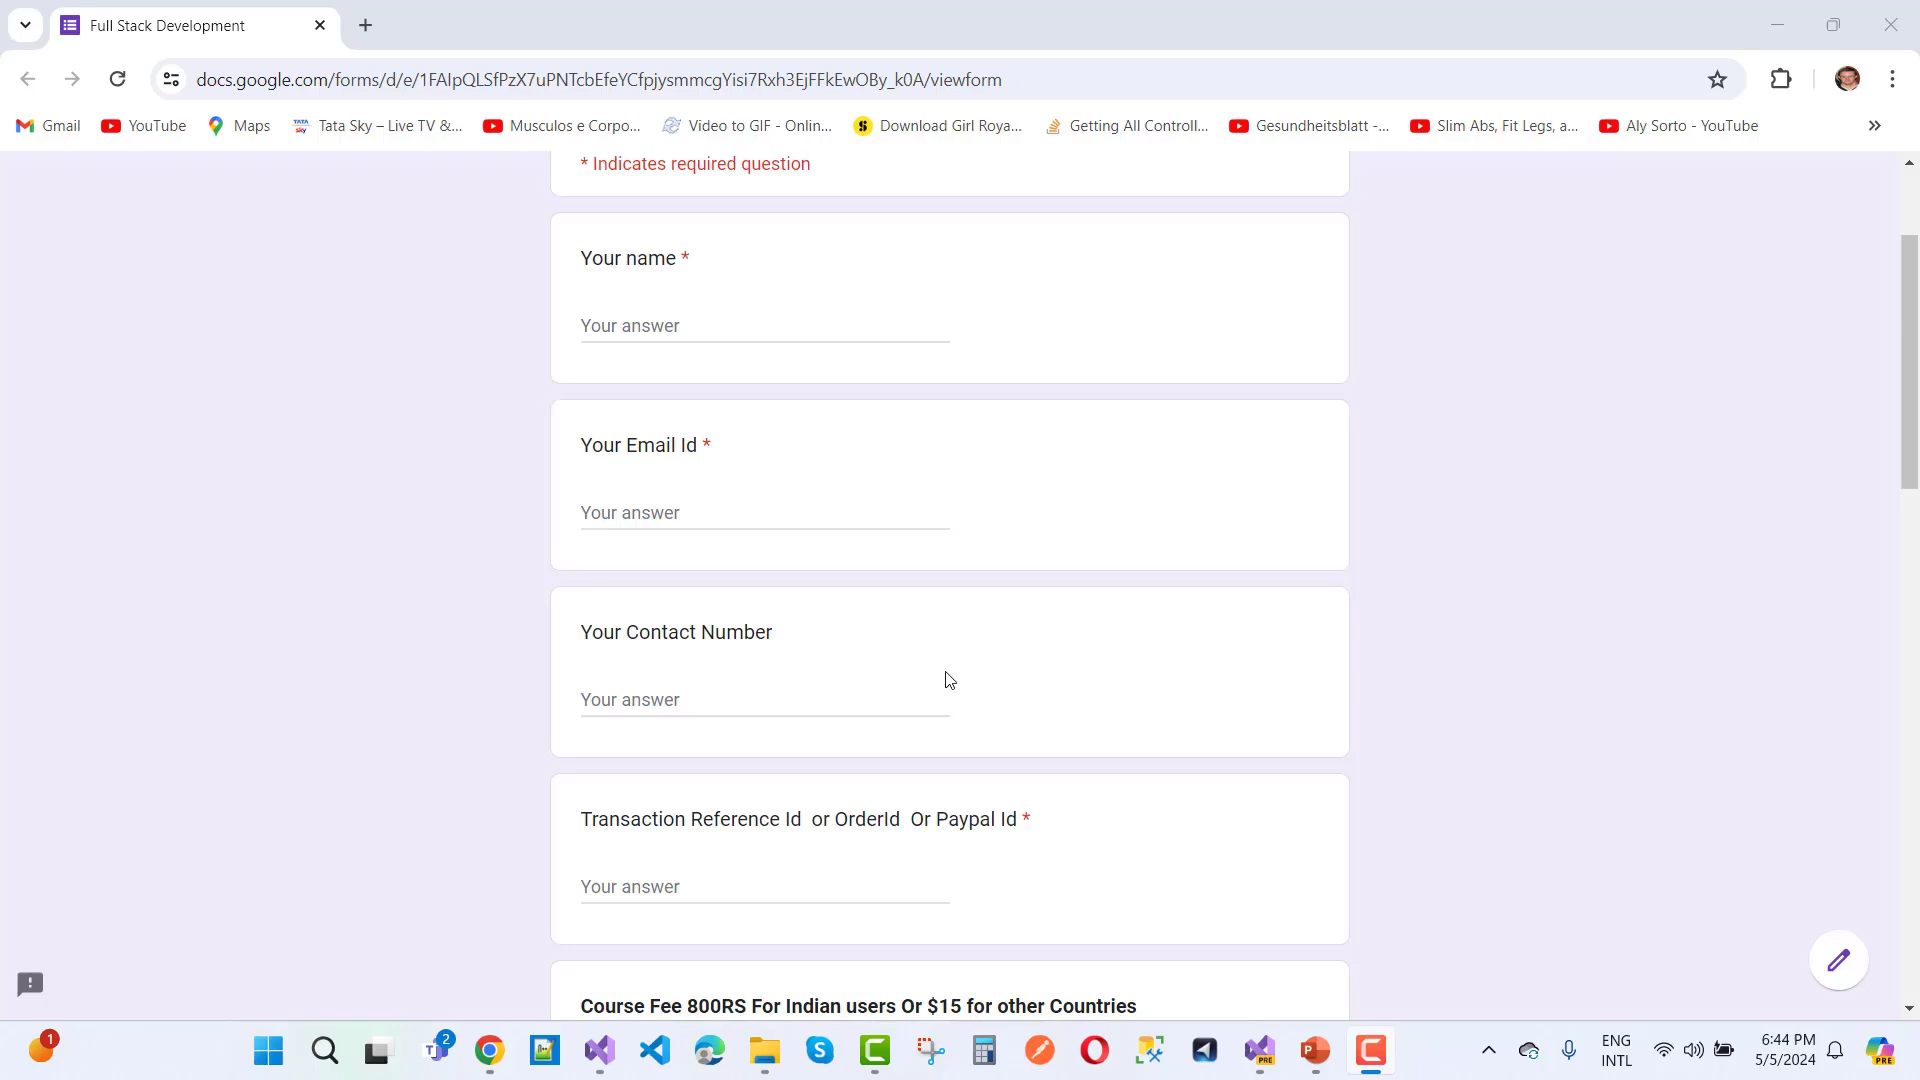 Full Stack Development
docs.google.com/forms/d/e/1FAIpQLSfPzX7uPNTcbEfeYCfpjysmmcgYisi7Rxh3EjFFkEwOBy_k0A/viewform
Gmail YouTube Maps Tata Sky – Live TV &... Musculos e Corpo... Video to GIF - Onlin... Download Girl Roya... Getting All Controll... Gesundheitsblatt -... Slim Abs, Fit Legs, a... Aly Sorto - YouTube
* Indicates required question
Your name *
Your answer
Your Email Id *
Your answer
Your Contact Number
Your answer
Transaction Reference Id or OrderId Or Paypal Id *
Your answer
Course Fee 800RS For Indian users Or $15 for other Countries
1
2
PRE
PRE
ENG
INTL
6:44 PM
5/5/2024